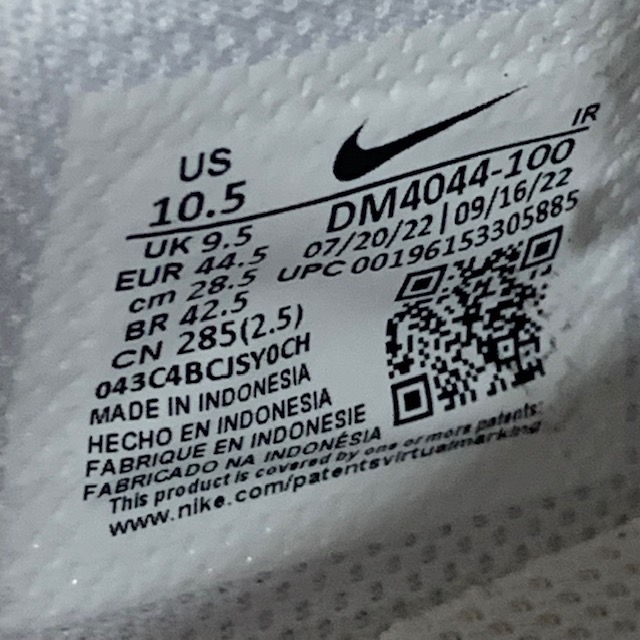 US
10.5
IR
DM4044-100
07/20/22 | 09/16/22
UPC 00196153305885
UK 9.5
EUR 44.5
cm 28.5
BR 42.5
CN 285(2.5)
043C4BCJSY0CH
MADE IN INDONESIA
HECHO EN INDONESIA
FABRIQUE EN INDONESIE
FABRICADO NA INDONÉSIA
This product is covered by one or more patents:
www.nike.com/patentsvirtualmarking